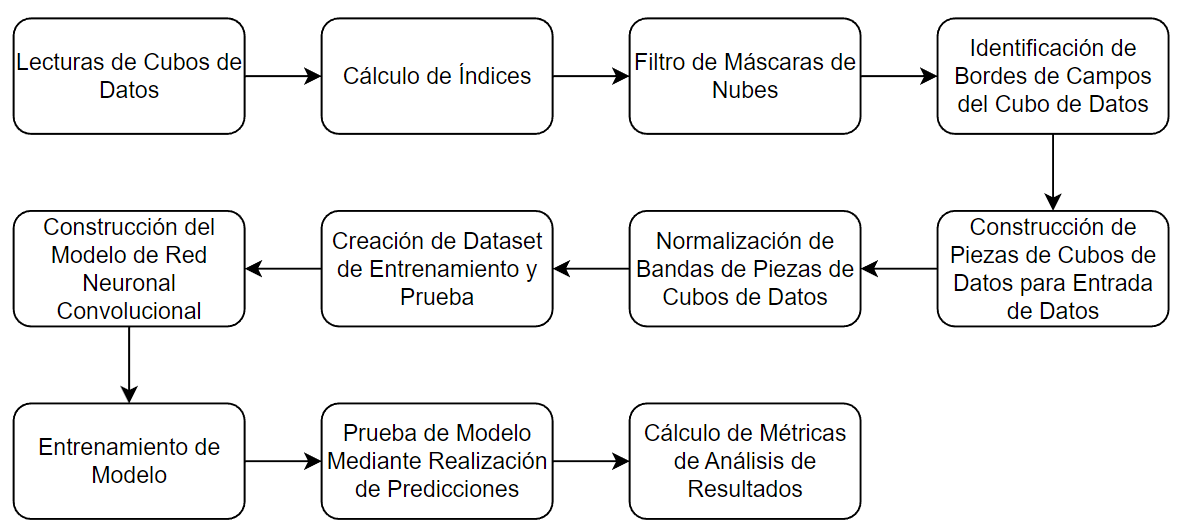 Lecturas de Cubos de
Datos
Cálculo de Índices
Filtro de Máscaras de
Nubes
Identificación de
Bordes de Campos
del Cubo de Datos
Construcción de
Piezas de Cubos de
Datos para Entrada
de Datos
Normalización de
Bandas de Piezas de
Cubos de Datos
Creación de Dataset
de Entrenamiento y
Prueba
Construcción del
Modelo de Red
Neuronal
Convolucional
Entrenamiento de
Modelo
Prueba de Modelo
Mediante Realización
de Predicciones
Cálculo de Métricas
de Análisis de
Resultados